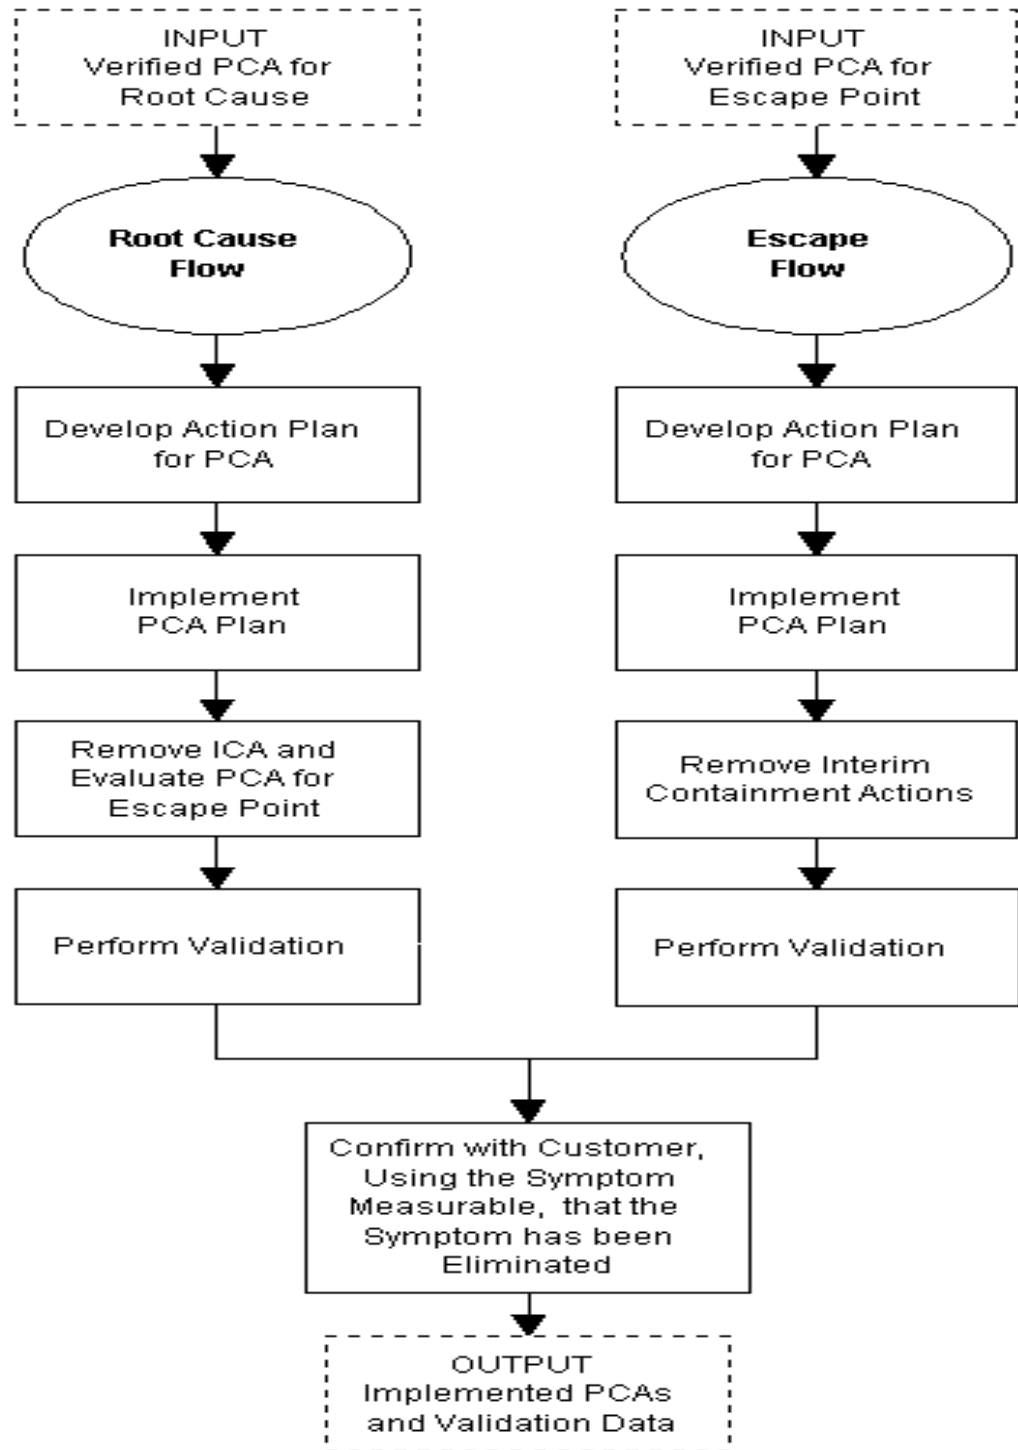 INPUT
Verified PCA for
Root Cause
INPUT
Verified PCA for
Escape Point
Root Cause
Flow
Escape
Flow
Develop Action Plan
for PCA
Develop Action Plan
for PCA
Implement
PCA Plan
Implement
PCA Plan
Remove ICA and
Evaluate PCA for
Escape Point
Remove Interim
Containment Actions
Perform Validation
Perform Validation
Confirm with Customer,
Using the Symptom
Measurable, that the
Symptom has been
Eliminated
OUTPUT
Implemented PCAs
and Validation Data